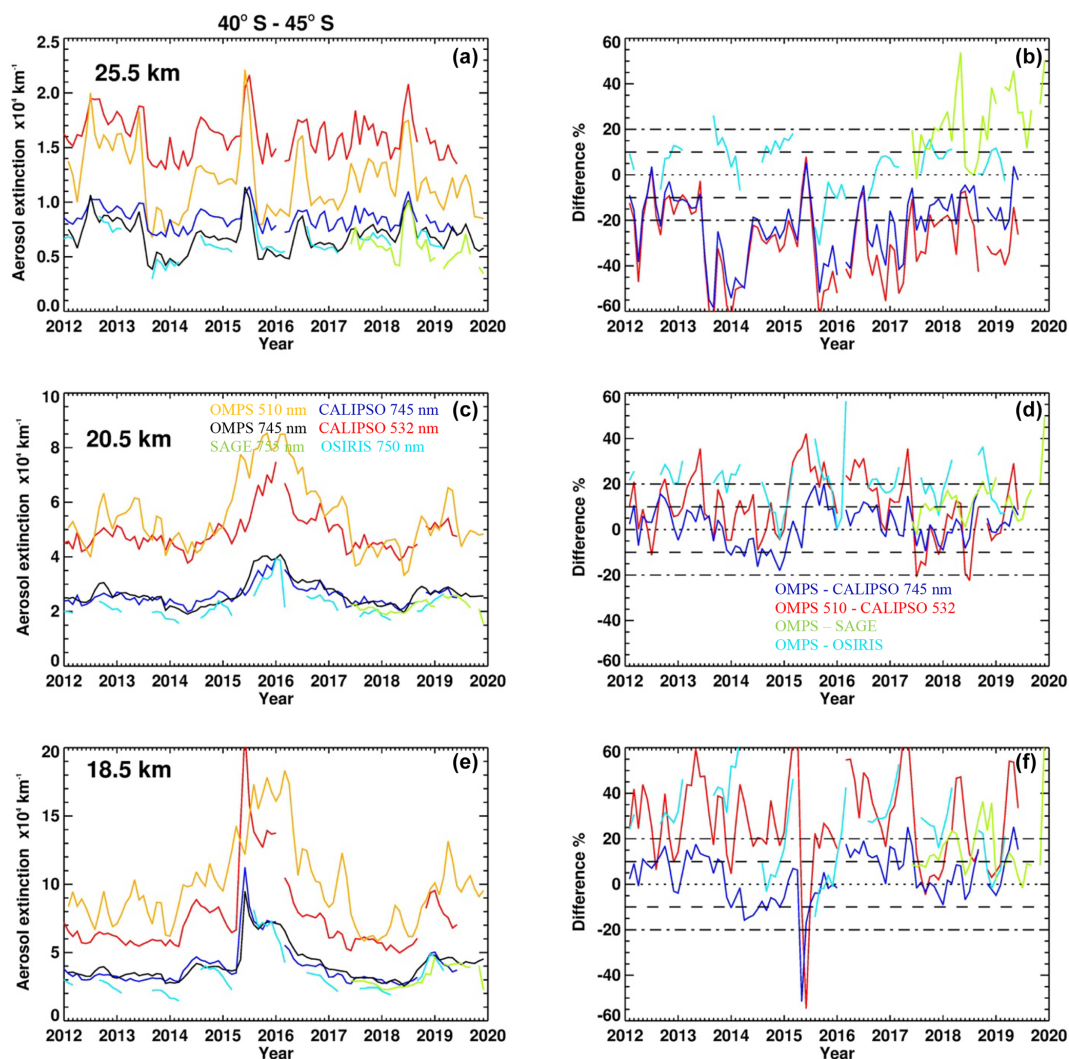 40° S - 45° S
(a)
25.5 km
Aerosol extinction x10⁴ km⁻¹
2.5
2.0
1.5
1.0
0.5
0.0
2012 2013 2014 2015 2016 2017 2018 2019 2020
Year
(b)
Difference %
60
40
20
0
-20
-40
-60
2012 2013 2014 2015 2016 2017 2018 2019 2020
Year
(c)
20.5 km
OMPS 510 nm CALIPSO 745 nm
OMPS 745 nm CALIPSO 532 nm
SAGE 755 nm OSIRIS 750 nm
Aerosol extinction x10⁴ km⁻¹
10
8
6
4
2
0
2012 2013 2014 2015 2016 2017 2018 2019 2020
Year
(d)
Difference %
60
40
20
0
-20
-40
-60
OMPS - CALIPSO 745 nm
OMPS 510 - CALIPSO 532
OMPS – SAGE
OMPS - OSIRIS
2012 2013 2014 2015 2016 2017 2018 2019 2020
Year
(e)
18.5 km
Aerosol extinction x10⁴ km⁻¹
20
15
10
5
0
2012 2013 2014 2015 2016 2017 2018 2019 2020
Year
(f)
Difference %
60
40
20
0
-20
-40
-60
2012 2013 2014 2015 2016 2017 2018 2019 2020
Year